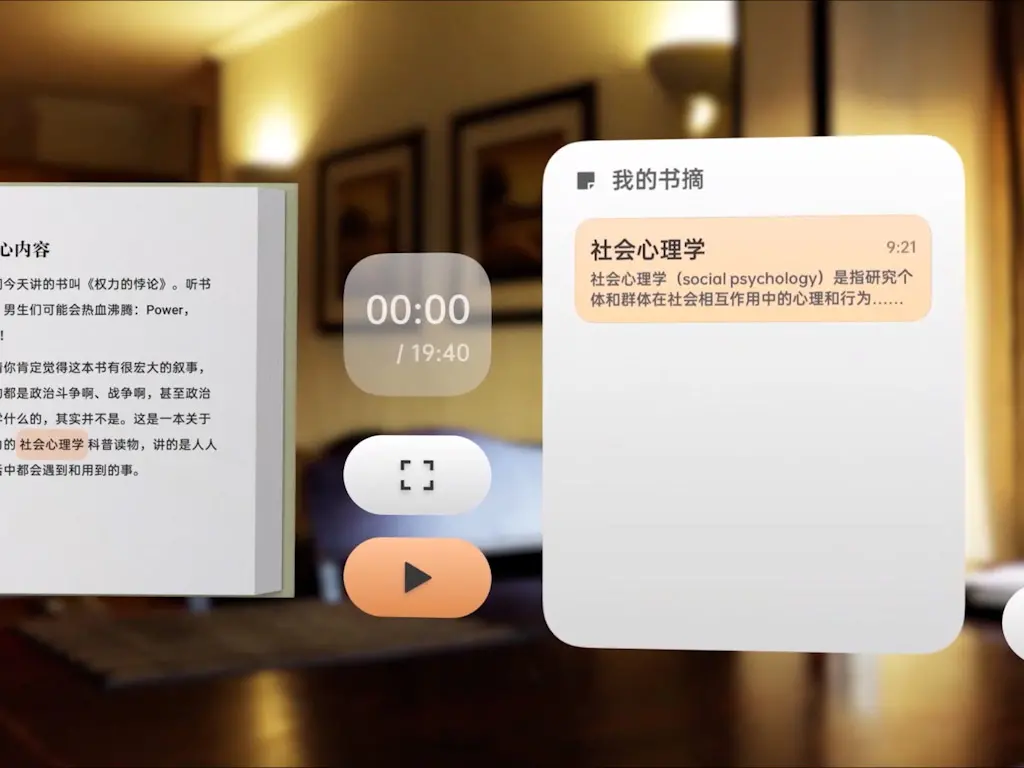 心内容
今天讲的书叫《权力的悖论》。听书
男生们可能会热血沸腾：Power，
！
你肯定觉得这本书有很宏大的叙事，
都是政治斗争啊、战争啊，甚至政治
什么的，其实并不是。这是一本关于
的社会心理学科普读物，讲的是人人
中都会遇到和用到的事。
00:00
/ 19:40
我的书摘
社会心理学
9:21
社会心理学（social psychology）是指研究个
体和群体在社会相互作用中的心理和行为……